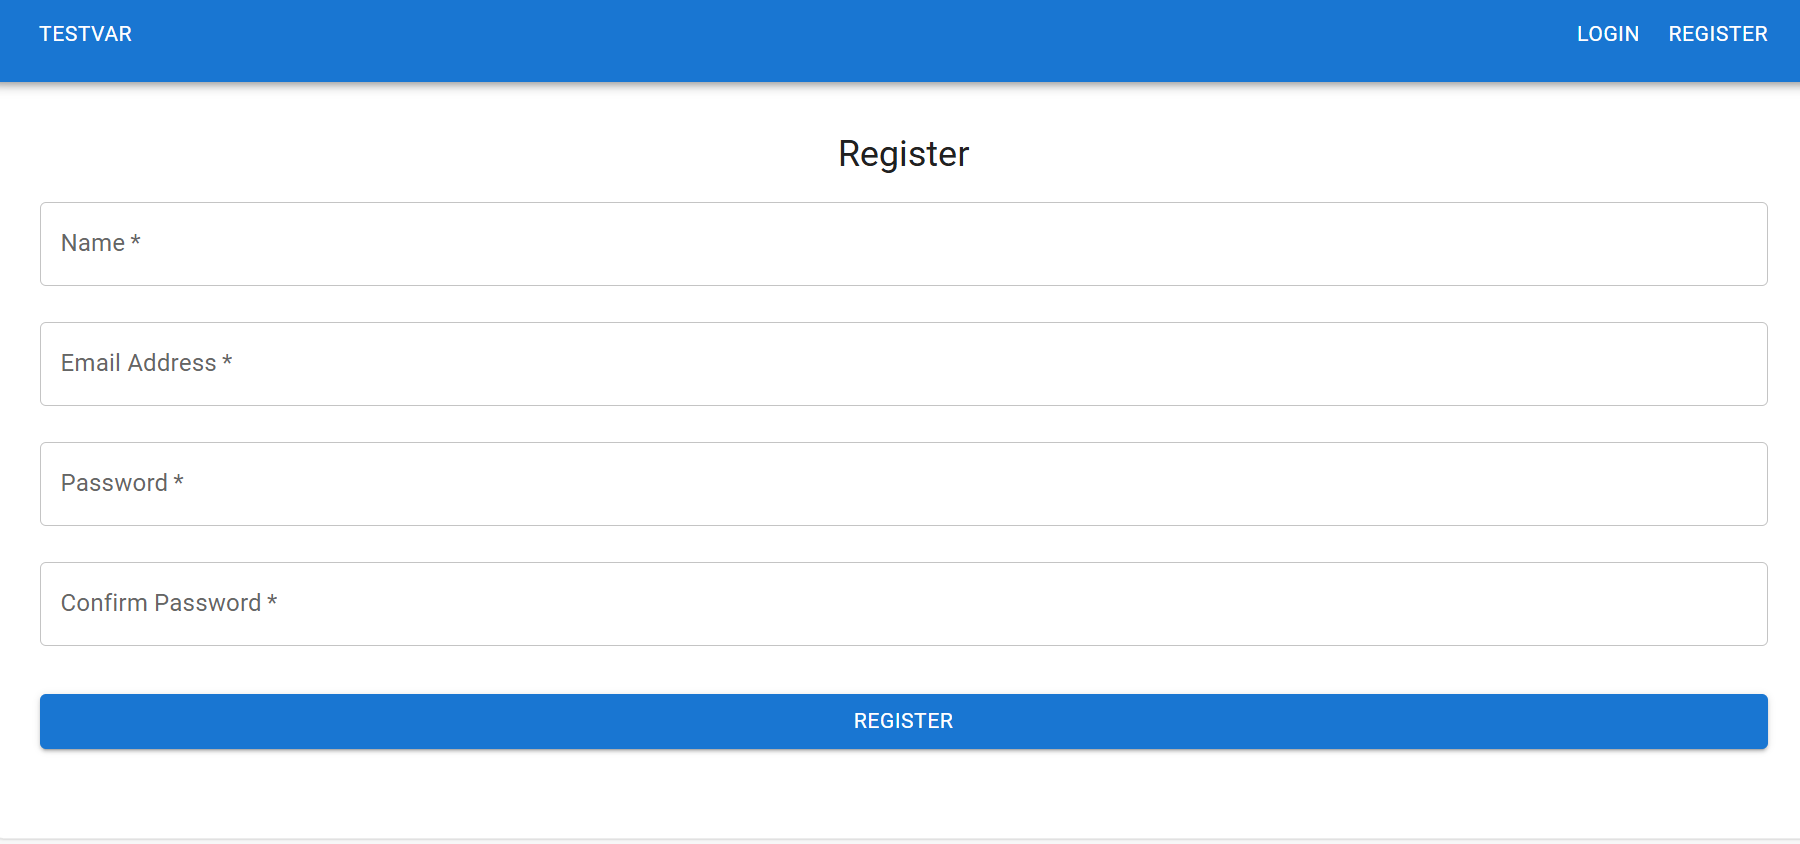 TESTVAR LOGIN REGISTER
Register
Name *
Email Address *
Password *
Confirm Password *
REGISTER